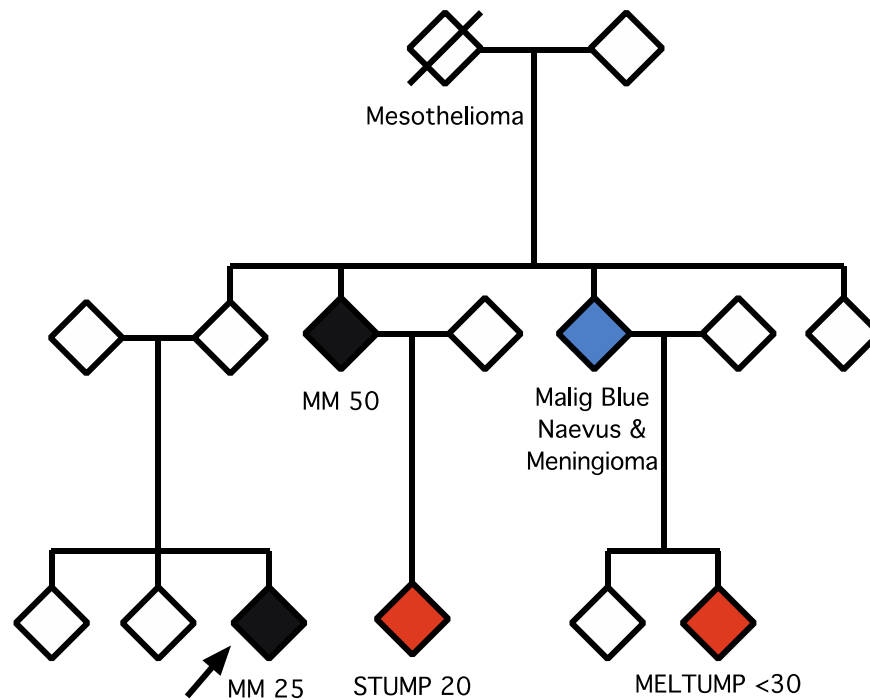 Mesothelioma
MM 50
Malig Blue
Naevus &
Meningioma
MM 25
STUMP 20
MELTUMP <30